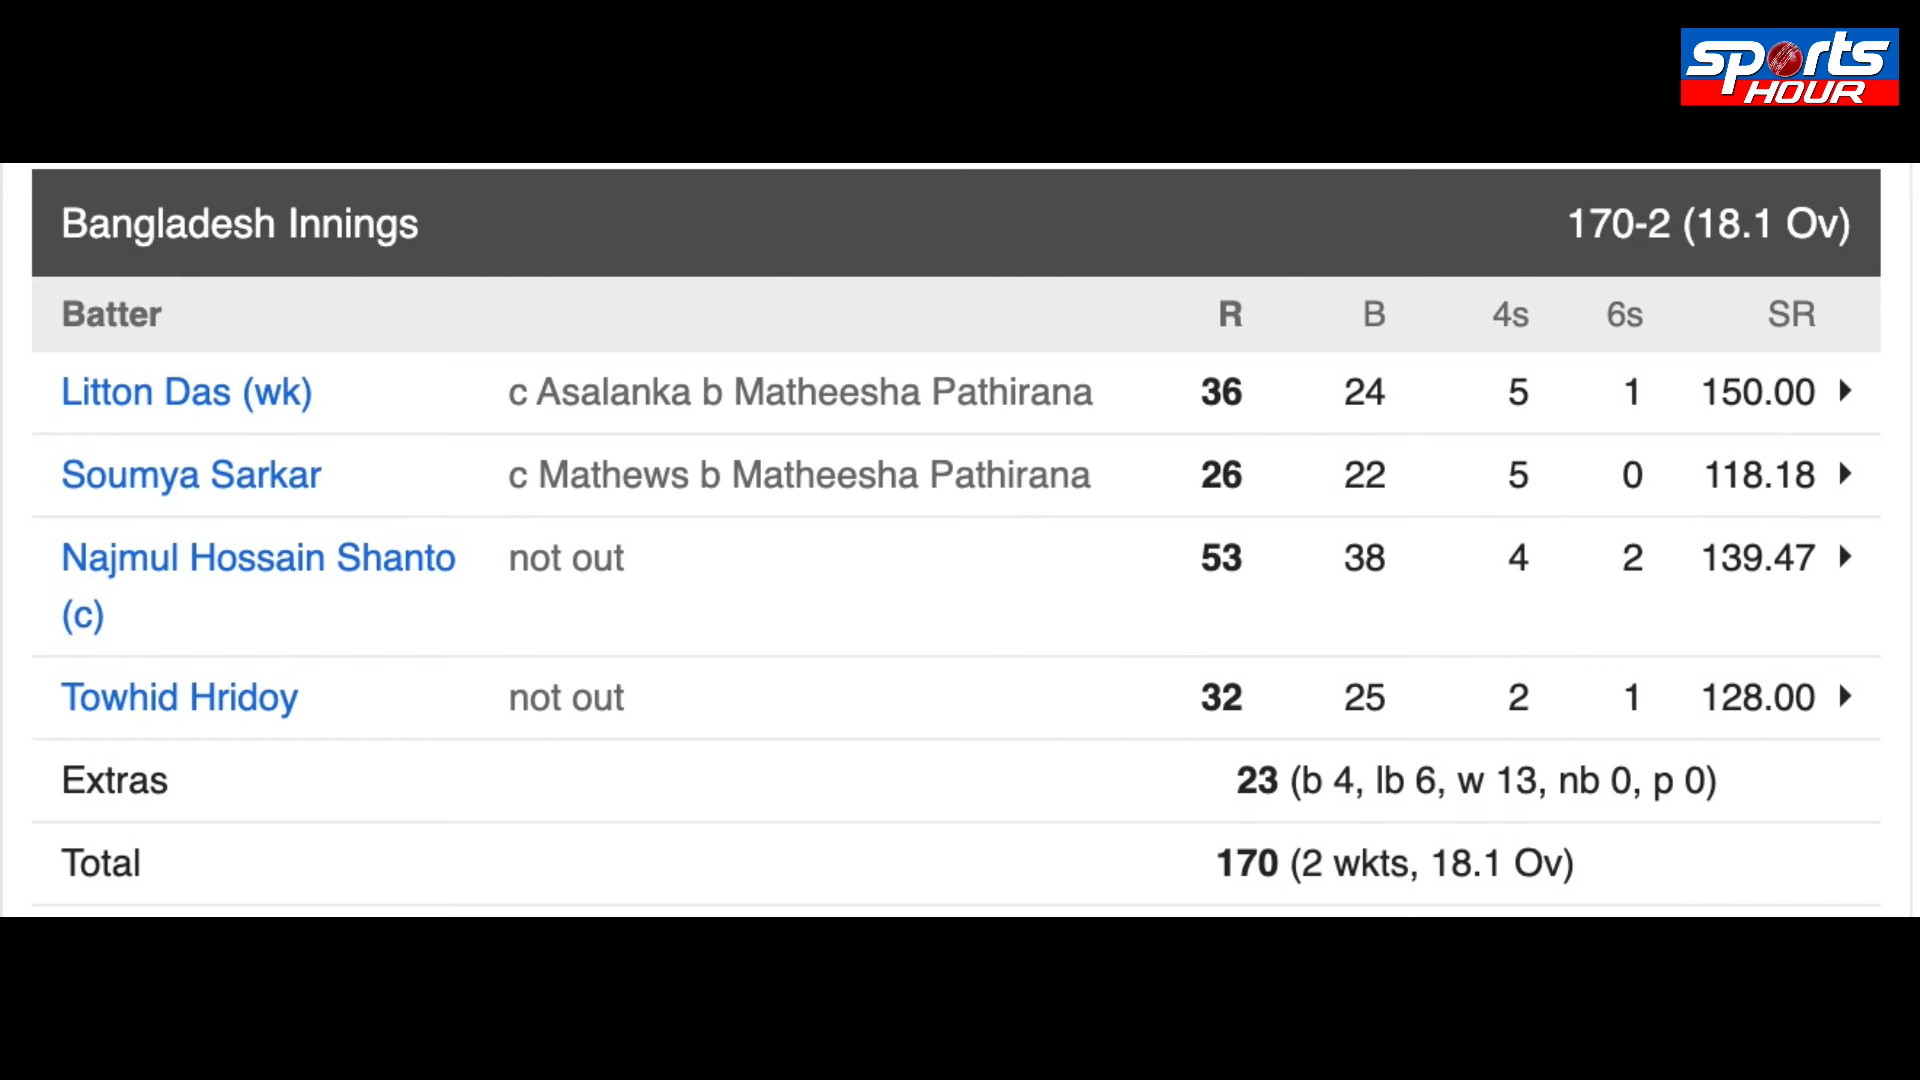 sports
HOUR
Bangladesh Innings 170-2 (18.1 Ov)
Batter R B 4s 6s SR
Litton Das (wk) c Asalanka b Matheesha Pathirana 36 24 5 1 150.00
Soumya Sarkar c Mathews b Matheesha Pathirana 26 22 5 0 118.18
Najmul Hossain Shanto not out 53 38 4 2 139.47
(c)
Towhid Hridoy not out 32 25 2 1 128.00
Extras 23 (b 4, lb 6, w 13, nb 0, p 0)
Total 170 (2 wkts, 18.1 Ov)